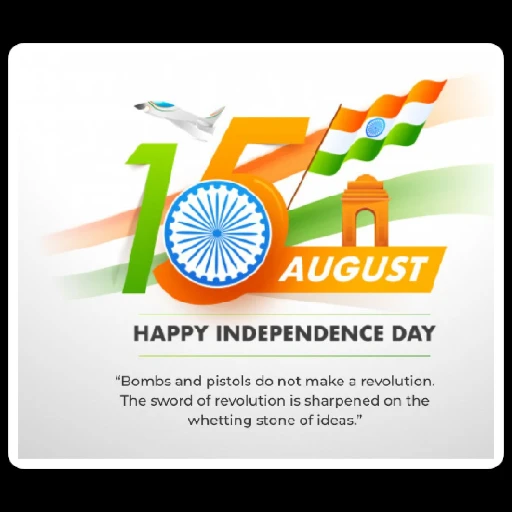 15
AUGUST
HAPPY INDEPENDENCE DAY
“Bombs and pistols do not make a revolution.
The sword of revolution is sharpened on the
whetting stone of ideas.”